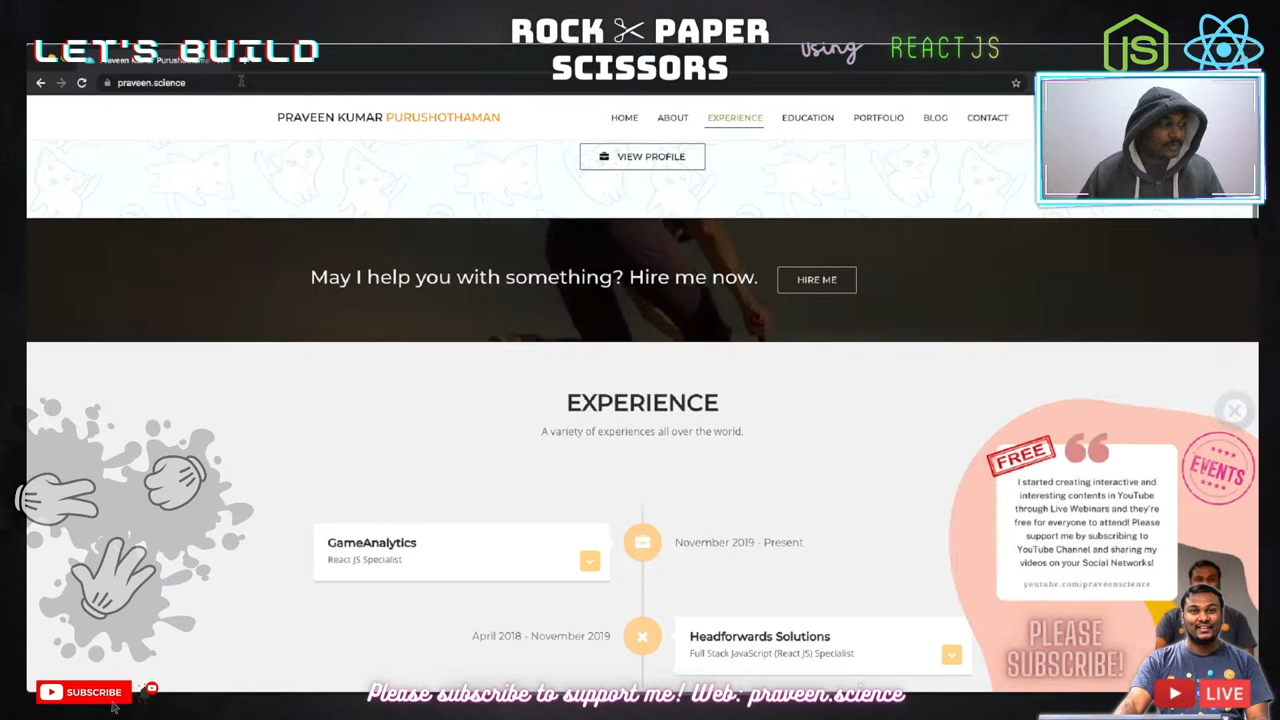 LET'S BUILD
ROCK PAPER
SCISSORS
using REACTJS
JS
Praveen Kumar Purushothaman
praveen.science
PRAVEEN KUMAR PURUSHOTHAMAN
HOME ABOUT EXPERIENCE EDUCATION PORTFOLIO BLOG CONTACT
VIEW PROFILE
May I help you with something? Hire me now.
HIRE ME
EXPERIENCE
A variety of experiences all over the world.
GameAnalytics
React JS Specialist
November 2019 - Present
April 2018 - November 2019
Headforwards Solutions
Full Stack JavaScript (React JS) Specialist
FREE
EVENTS
I started creating interactive and
interesting contents in YouTube
through Live Webinars and they're
free for everyone to attend! Please
support me by subscribing to
YouTube Channel and sharing my
videos on your Social Networks!
youtube.com/praveenscience
PLEASE
SUBSCRIBE!
SUBSCRIBE
Please subscribe to support me! Web: praveen.science
LIVE